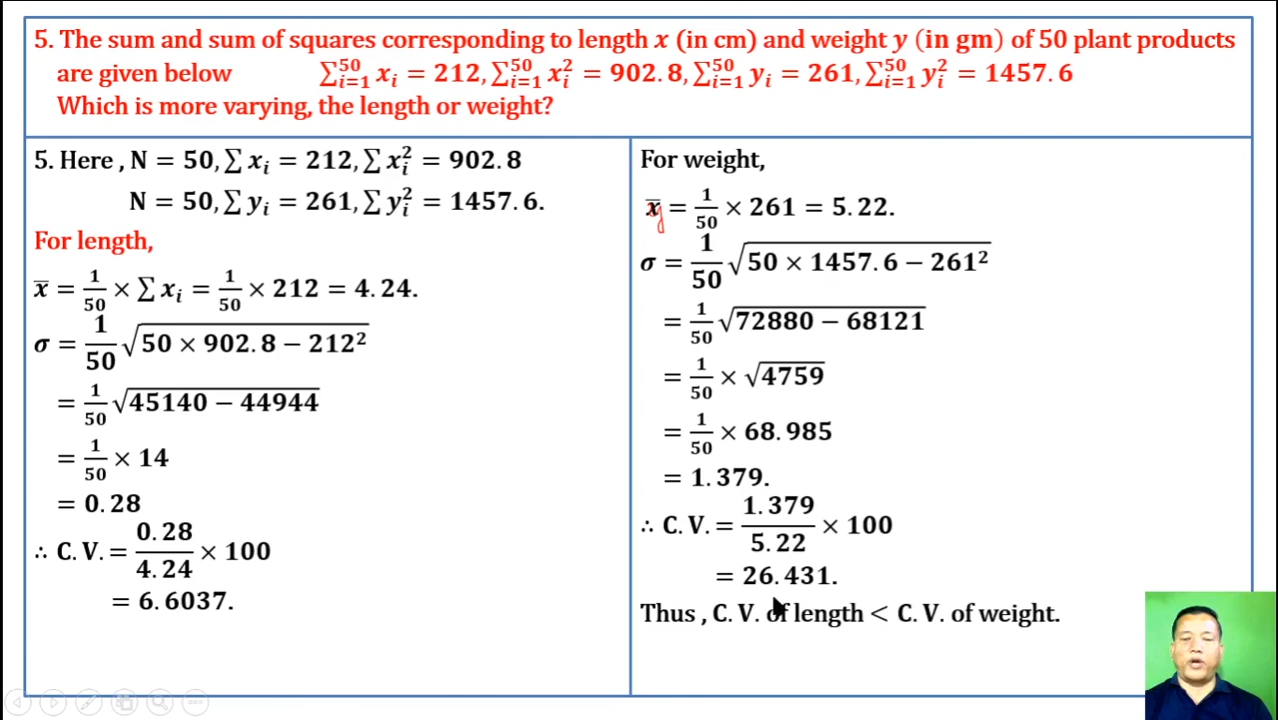 5. The sum and sum of squares corresponding to length x (in cm) and weight y (in gm) of 50 plant products
are given below ∑_{i=1}^{50} x_i = 212, ∑_{i=1}^{50} x_i^2 = 902.8, ∑_{i=1}^{50} y_i = 261, ∑_{i=1}^{50} y_i^2 = 1457.6
Which is more varying, the length or weight?
5. Here , N = 50, ∑ x_i = 212, ∑ x_i^2 = 902.8
N = 50, ∑ y_i = 261, ∑ y_i^2 = 1457.6.
For length,
x̅ = 1/50 × ∑ x_i = 1/50 × 212 = 4.24.
σ = 1/50 √(50 × 902.8 − 212²)
= 1/50 √(45140 − 44944)
= 1/50 × 14
= 0.28
∴ C.V. = 0.28/4.24 × 100
= 6.6037.
For weight,
x̅ y = 1/50 × 261 = 5.22.
σ = 1/50 √(50 × 1457.6 − 261²)
= 1/50 √(72880 − 68121)
= 1/50 × √4759
= 1/50 × 68.985
= 1.379.
∴ C.V. = 1.379/5.22 × 100
= 26.431.
Thus , C.V. of length < C.V. of weight.